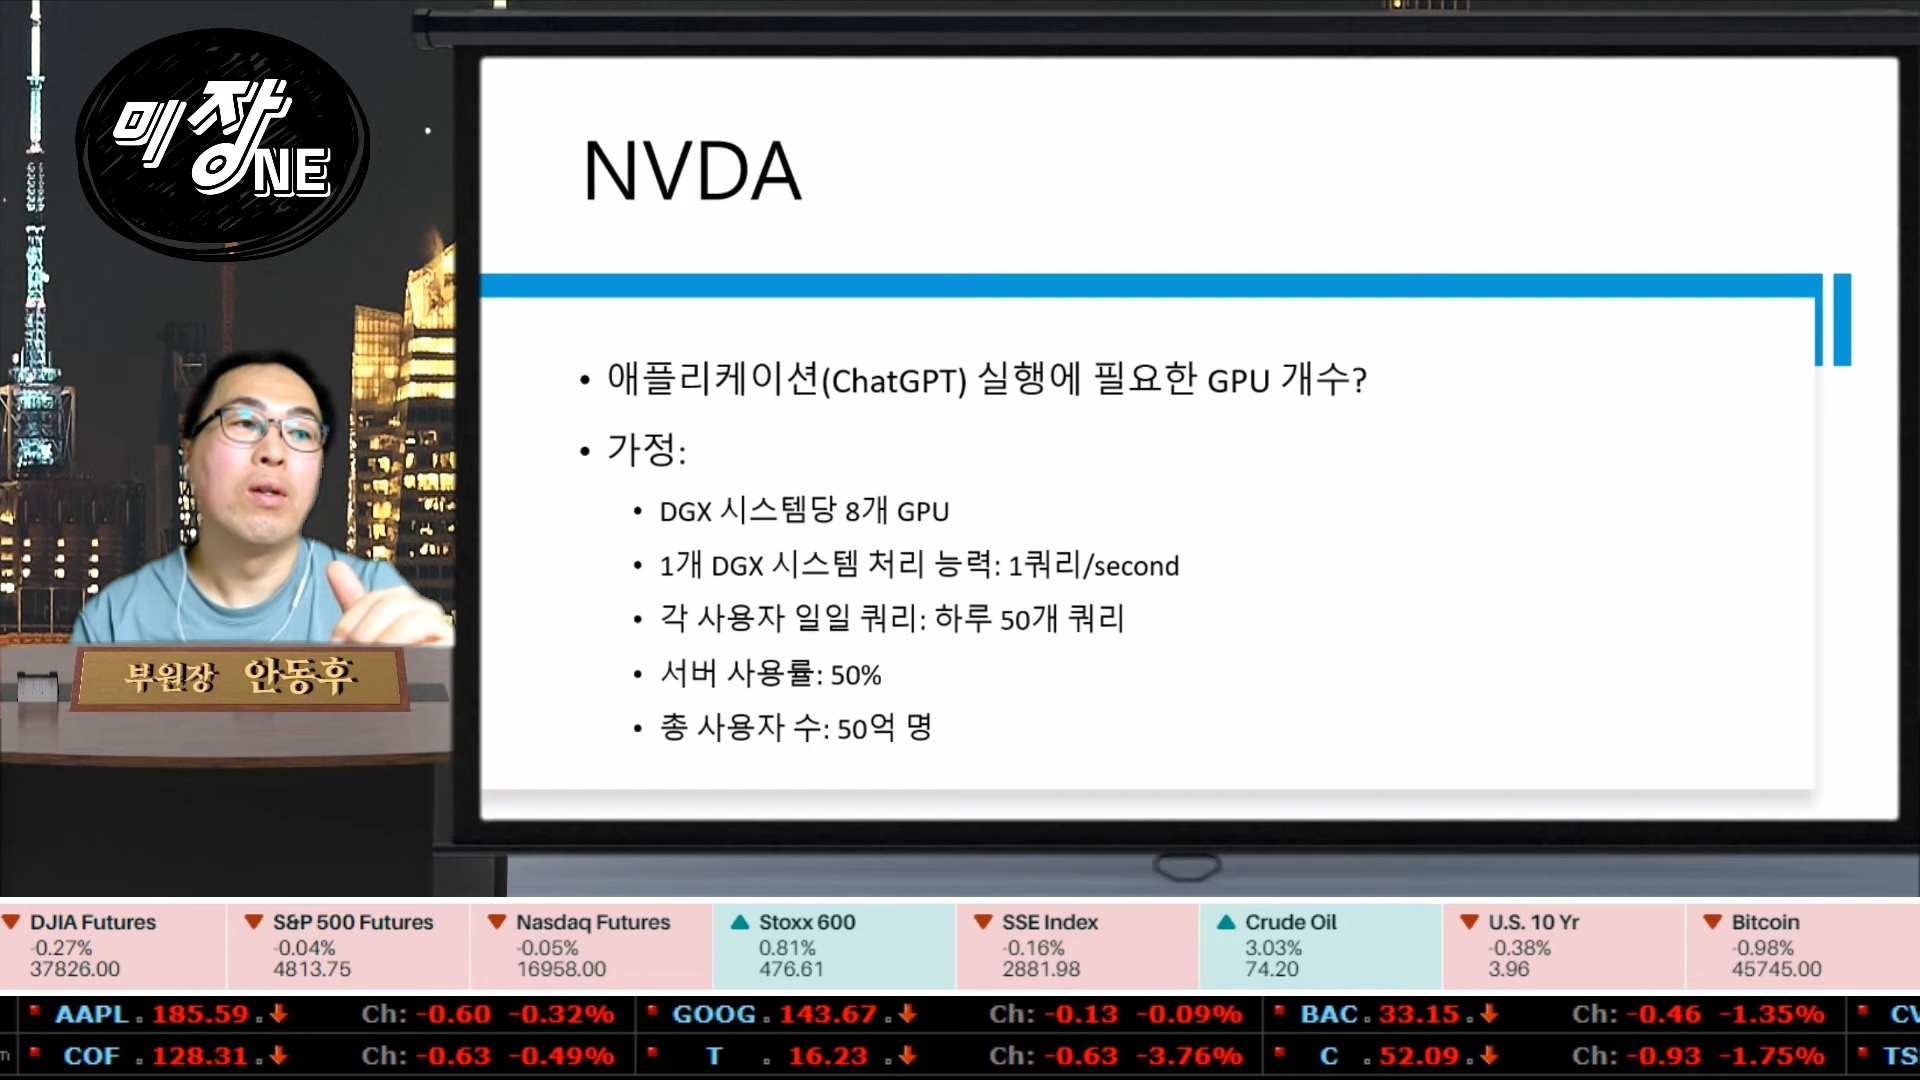 미장
NE
NVDA
• 애플리케이션(ChatGPT) 실행에 필요한 GPU 개수?
• 가정:
• DGX 시스템당 8개 GPU
• 1개 DGX 시스템 처리 능력: 1쿼리/second
• 각 사용자 일일 쿼리: 하루 50개 쿼리
• 서버 사용률: 50%
• 총 사용자 수: 50억 명
부원장 안동후
DJIA Futures
-0.27%
37826.00
S&P 500 Futures
-0.04%
4813.75
Nasdaq Futures
-0.05%
16958.00
Stoxx 600
0.81%
476.61
SSE Index
-0.16%
2881.98
Crude Oil
3.03%
74.20
U.S. 10 Yr
-0.38%
3.96
Bitcoin
-0.98%
45745.00
AAPL . 185.59 . Ch: -0.60 -0.32% GOOG . 143.67 . Ch: -0.13 -0.09% BAC . 33.15 . Ch: -0.46 -1.35%
COF . 128.31 . Ch: -0.63 -0.49% T . 16.23 . Ch: -0.63 -3.76% C . 52.09 . Ch: -0.93 -1.75%